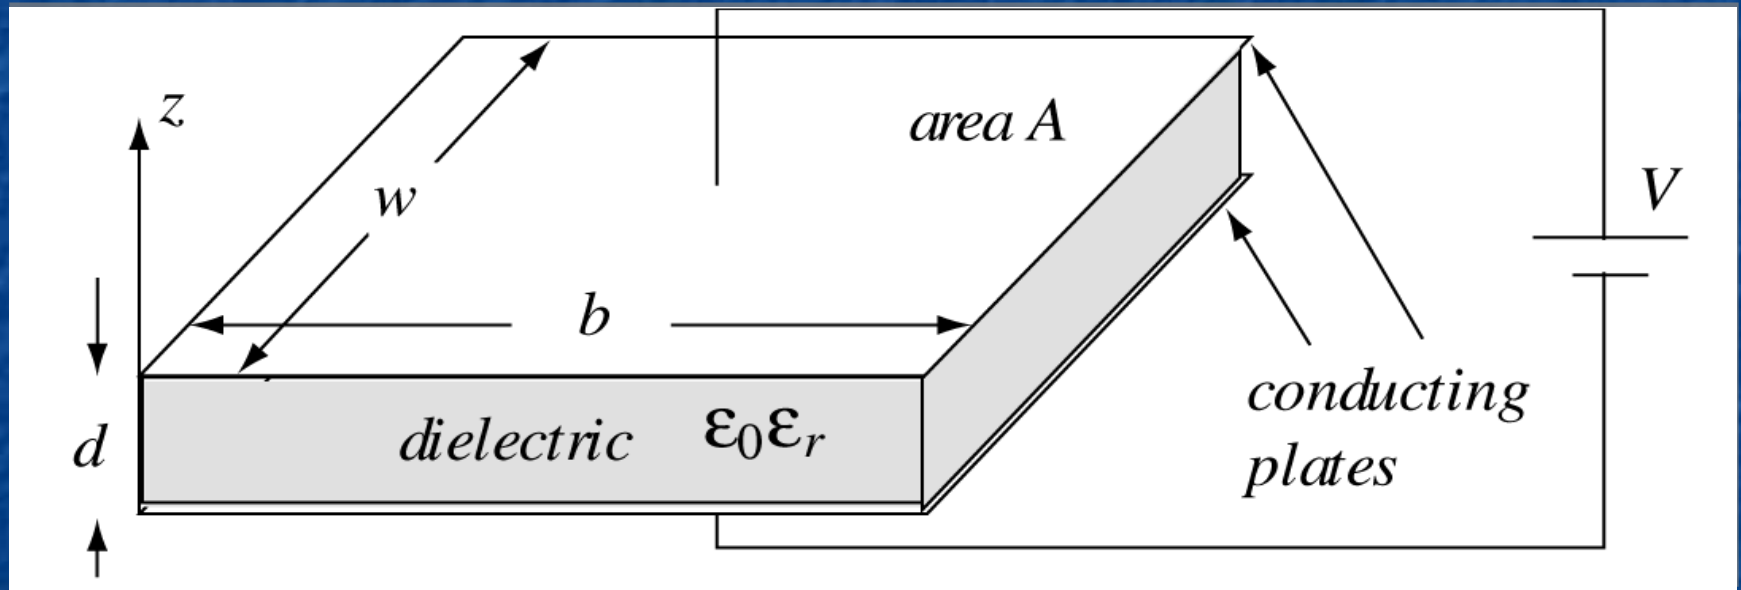 z
area A
w
V
b
d
dielectric ε₀εᵣ
conducting
plates